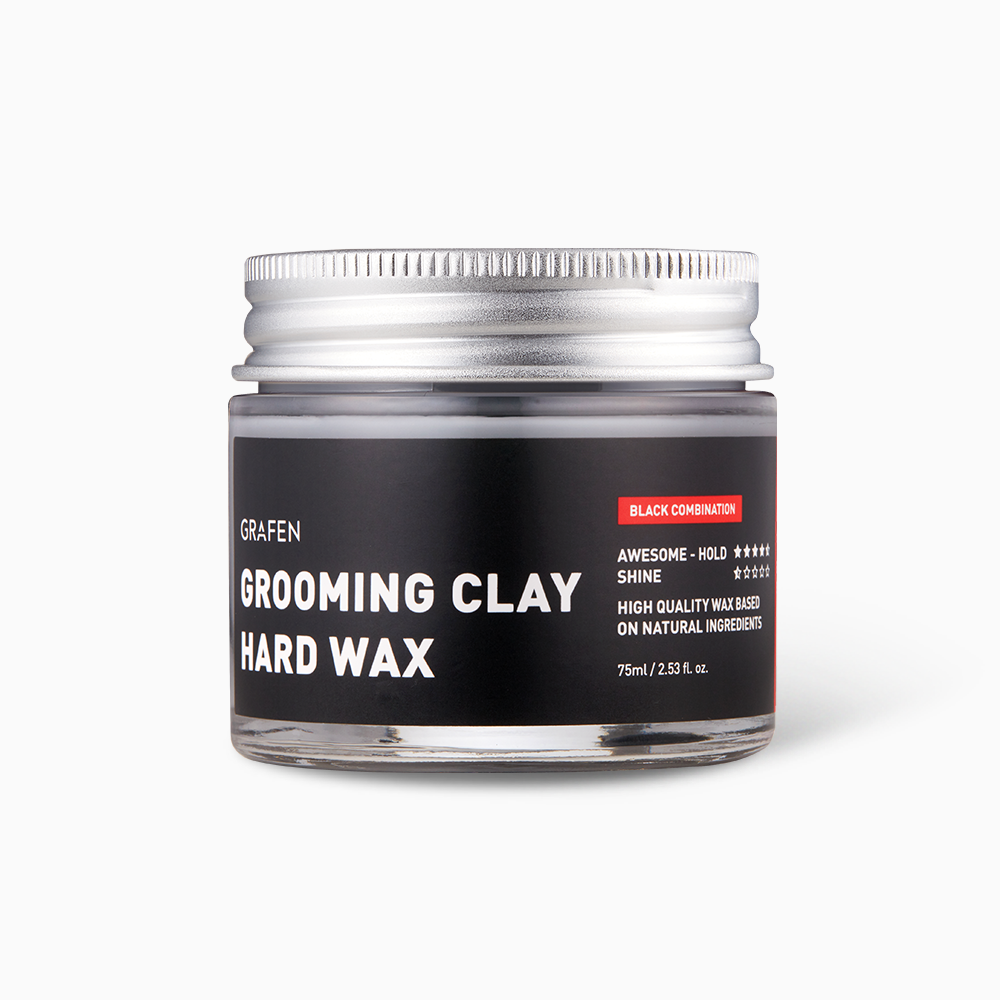 GRAFEN
GROOMING CLAY
HARD WAX
BLACK COMBINATION
AWESOME - HOLD ★★★★⯪
SHINE ⯪☆☆☆☆
HIGH QUALITY WAX BASED
ON NATURAL INGREDIENTS
75ml / 2.53 fl. oz.